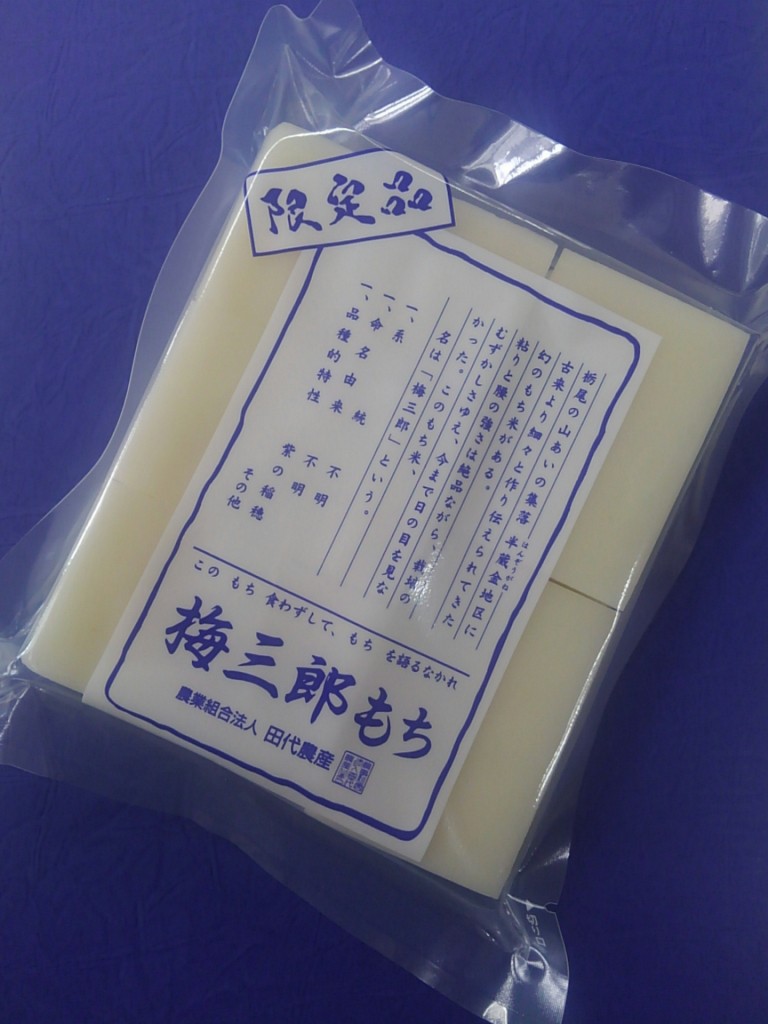 限定品
栃尾の山あいの集落 半蔵金地区に
はんぞうがね
古来より細々と作り伝えられてきた
幻のもち米がある。
粘りと腰の強さは絶品ながら、栽培の
むずかしさゆえ、今まで日の目を見な
かった。このもち米、
名は「梅三郎」という。
一、系統 不明
一、命名由来 不明
一、品種的特性 紫の稲穂
その他
この もち 食わずして、もち を語るなかれ
梅三郎もち
農業組合法人 田代農産